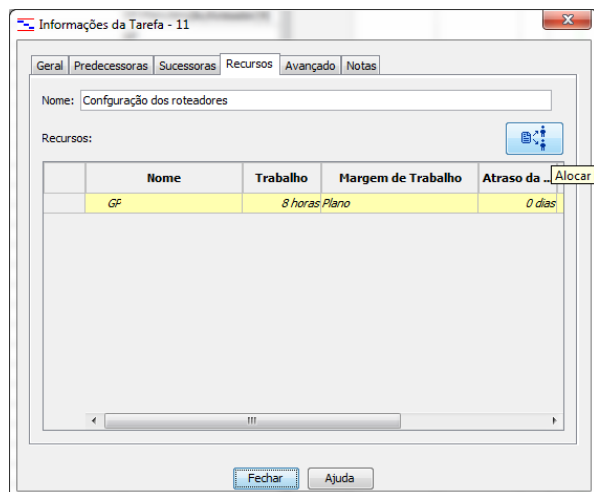 Informações da Tarefa - 11
Geral Predecessoras Sucessoras Recursos Avançado Notas
Nome: Confguração dos roteadores
Recursos:
Alocar
Nome Trabalho Margem de Trabalho Atraso da ...
GP 8 horas Plano 0 dias
Fechar Ajuda